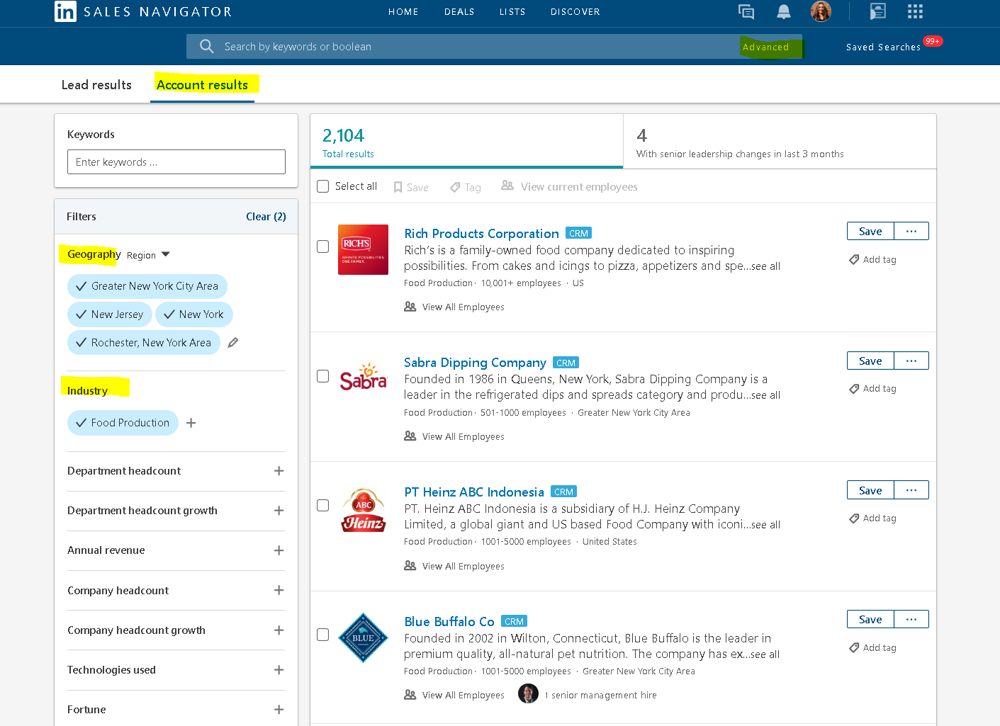 in SALES NAVIGATOR
HOME DEALS LISTS DISCOVER
Search by keywords or boolean
Advanced
Saved Searches 99+
Lead results
Account results
Keywords
Enter keywords ...
Filters Clear (2)
Geography Region
Greater New York City Area
New Jersey New York
Rochester, New York Area
Industry
Food Production +
Department headcount +
Department headcount growth +
Annual revenue +
Company headcount +
Company headcount growth +
Technologies used +
Fortune +
2,104
Total results
4
With senior leadership changes in last 3 months
Select all Save Tag View current employees
RICH'S
INFINITE POSSIBILITIES.
ONE FAMILY.
Rich Products Corporation CRM
Rich's is a family-owned food company dedicated to inspiring
possibilities. From cakes and icings to pizza, appetizers and spe...see all
Food Production · 10,001+ employees · US
View All Employees
Save ...
Add tag
Sabra
Sabra Dipping Company CRM
Founded in 1986 in Queens, New York, Sabra Dipping Company is a
leader in the refrigerated dips and spreads category and produ...see all
Food Production · 501-1000 employees · Greater New York City Area
View All Employees
Save ...
Add tag
ABC
Heinz
PT Heinz ABC Indonesia CRM
PT. Heinz ABC Indonesia is a subsidiary of H.J. Heinz Company
Limited, a global giant and US based Food Company with iconi...see all
Food Production · 1001-5000 employees · United States
View All Employees
Save ...
Add tag
BLUE
Blue Buffalo Co CRM
Founded in 2002 in Wilton, Connecticut, Blue Buffalo is the leader in
premium quality, all-natural pet nutrition. The company has ex...see all
Food Production · 1001-5000 employees · Greater New York City Area
View All Employees 1 senior management hire
Save ...
Add tag